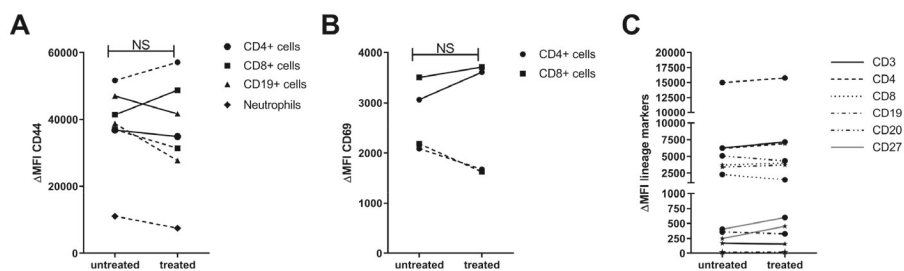 A
NS
ΔMFI CD44
60000
40000
20000
0
untreated treated
CD4+ cells
CD8+ cells
CD19+ cells
Neutrophils
B
NS
ΔMFI CD69
4000
3000
2000
1000
0
untreated treated
CD4+ cells
CD8+ cells
C
ΔMFI lineage markers
20000
17500
15000
12500
10000
10000
7500
5000
2500
750
500
250
0
untreated treated
CD3
CD4
CD8
CD19
CD20
CD27